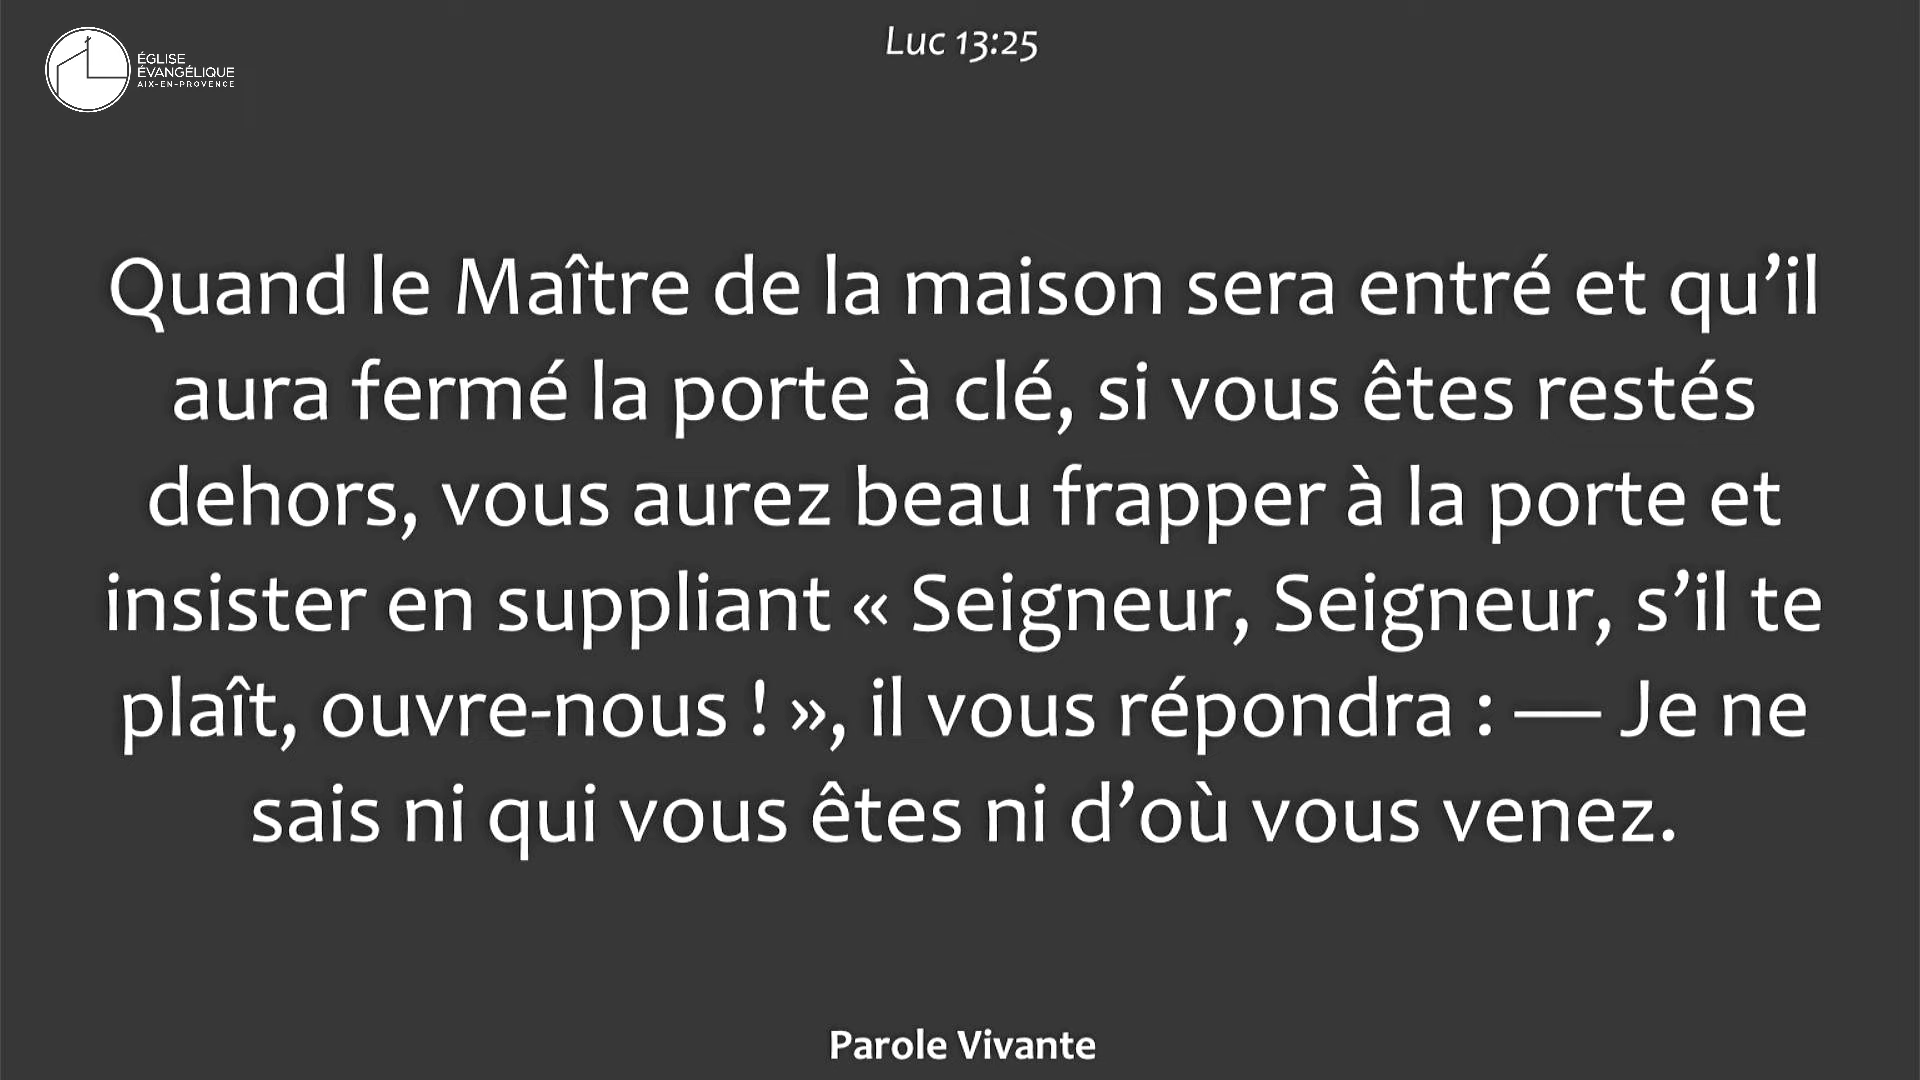 Luc 13:25
ÉGLISE
ÉVANGÉLIQUE
AIX-EN-PROVENCE
Quand le Maître de la maison sera entré et qu’il
aura fermé la porte à clé, si vous êtes restés
dehors, vous aurez beau frapper à la porte et
insister en suppliant « Seigneur, Seigneur, s’il te
plaît, ouvre-nous ! », il vous répondra : — Je ne
sais ni qui vous êtes ni d’où vous venez.
Parole Vivante